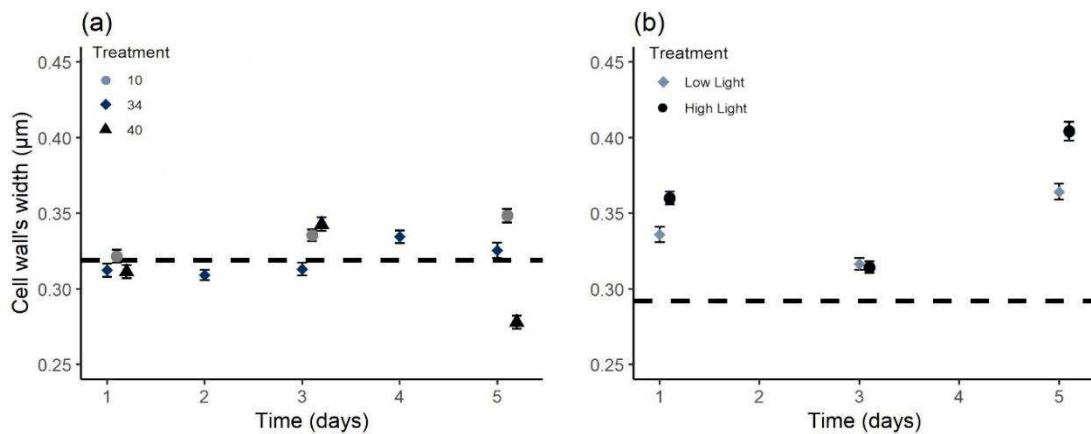 (a)
Treatment
10
34
40
0.45
0.40
0.35
0.30
0.25
Cell wall's width (µm)
1 2 3 4 5
Time (days)
(b)
Treatment
Low Light
High Light
0.45
0.40
0.35
0.30
0.25
1 2 3 4 5
Time (days)